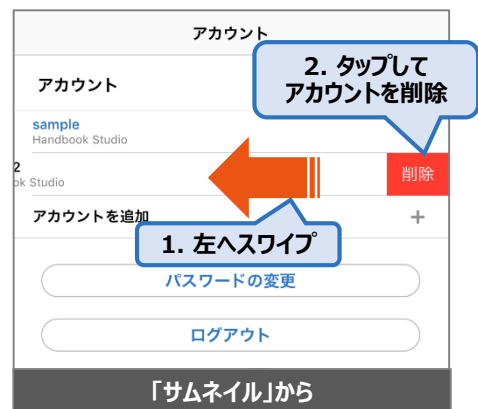 アカウント
2. タップして
アカウントを削除
アカウント
sample
Handbook Studio
2
ok Studio
削除
アカウントを追加
+
1. 左へスワイプ
パスワードの変更
ログアウト
「サムネイル」から